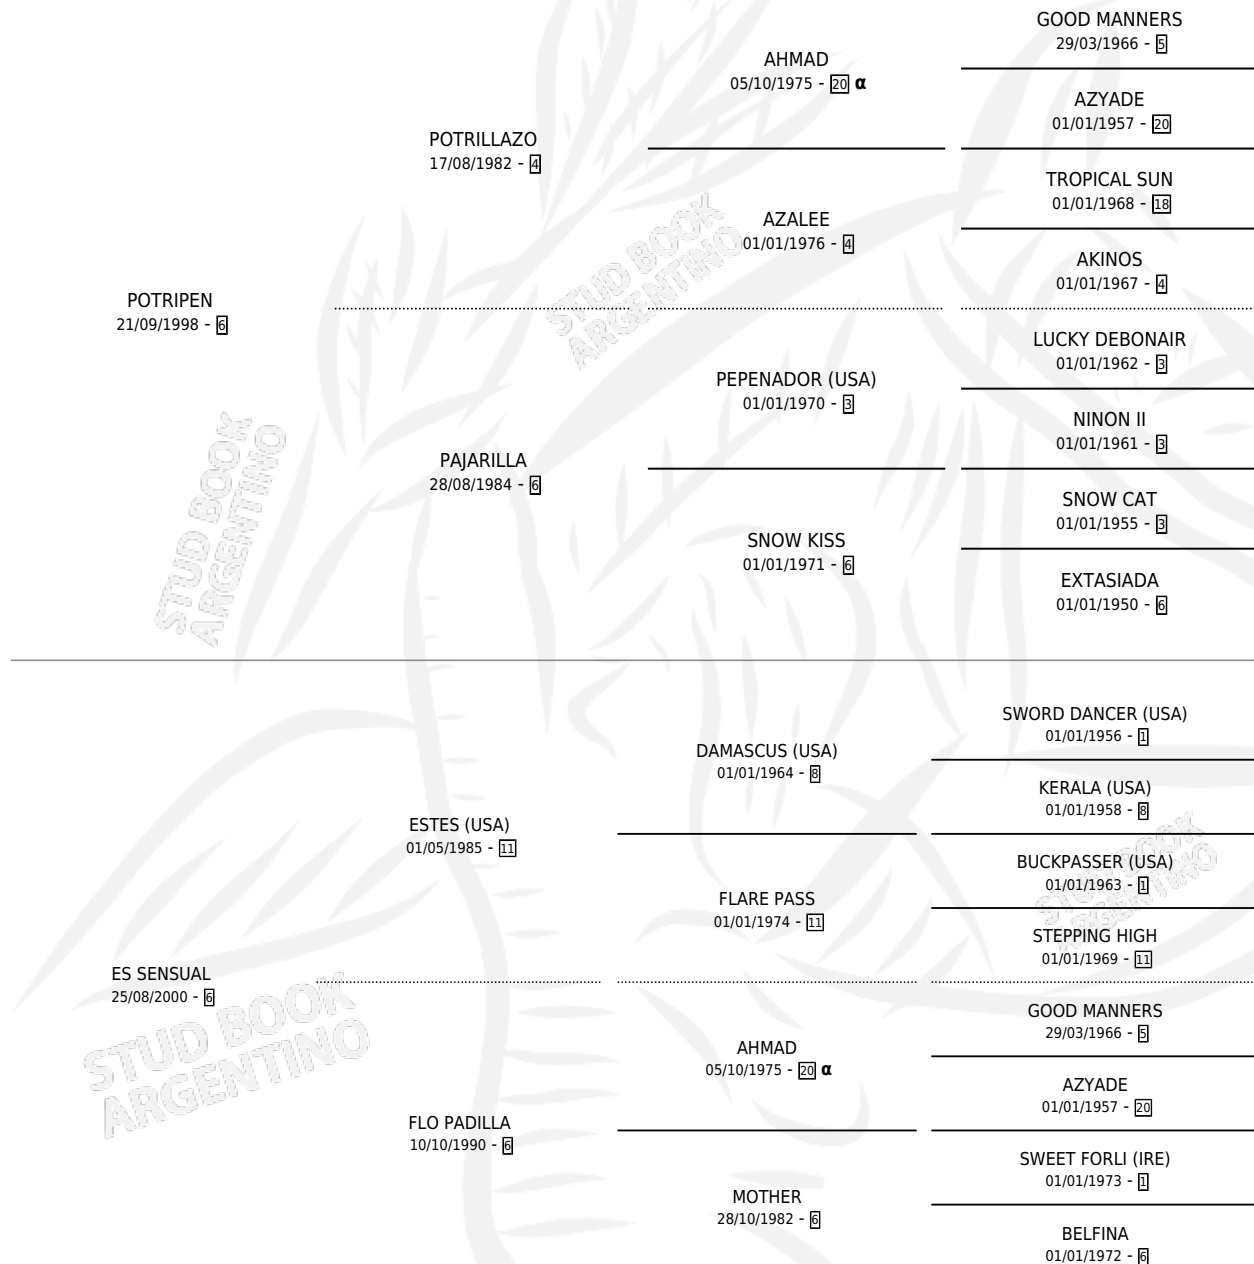 GOOD MANNERS
29/03/1966 - 5
AHMAD
05/10/1975 - 20 α
AZYADE
01/01/1957 - 20
POTRILLAZO
17/08/1982 - 4
TROPICAL SUN
01/01/1968 - 18
AZALEE
01/01/1976 - 4
AKINOS
01/01/1967 - 4
POTRIPEN
21/09/1998 - 6
LUCKY DEBONAIR
01/01/1962 - 3
PEPENADOR (USA)
01/01/1970 - 3
NINON II
01/01/1961 - 3
PAJARILLA
28/08/1984 - 6
SNOW CAT
01/01/1955 - 3
SNOW KISS
01/01/1971 - 6
EXTASIADA
01/01/1950 - 6
STUD BOOK
ARGENTINO
STUD BOOK
ARGENTINO
SWORD DANCER (USA)
01/01/1956 - 1
DAMASCUS (USA)
01/01/1964 - 8
KERALA (USA)
01/01/1958 - 8
ESTES (USA)
01/05/1985 - 11
BUCKPASSER (USA)
01/01/1963 - 1
FLARE PASS
01/01/1974 - 11
STEPPING HIGH
01/01/1969 - 11
ES SENSUAL
25/08/2000 - 6
GOOD MANNERS
29/03/1966 - 5
AHMAD
05/10/1975 - 20 α
AZYADE
01/01/1957 - 20
FLO PADILLA
10/10/1990 - 6
SWEET FORLI (IRE)
01/01/1973 - 1
MOTHER
28/10/1982 - 6
BELFINA
01/01/1972 - 6
STUD BOOK
ARGENTINO
STUD BOOK
ARGENTINO